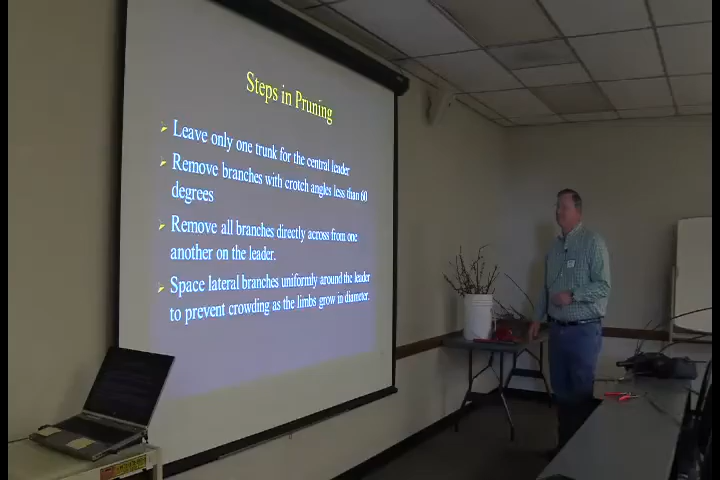 Steps in Pruning
Leave only one trunk for the central leader
Remove branches with crotch angles less than 60
degrees
Remove all branches directly across from one
another on the leader.
Space lateral branches uniformly around the leader
to prevent crowding as the limbs grow in diameter.